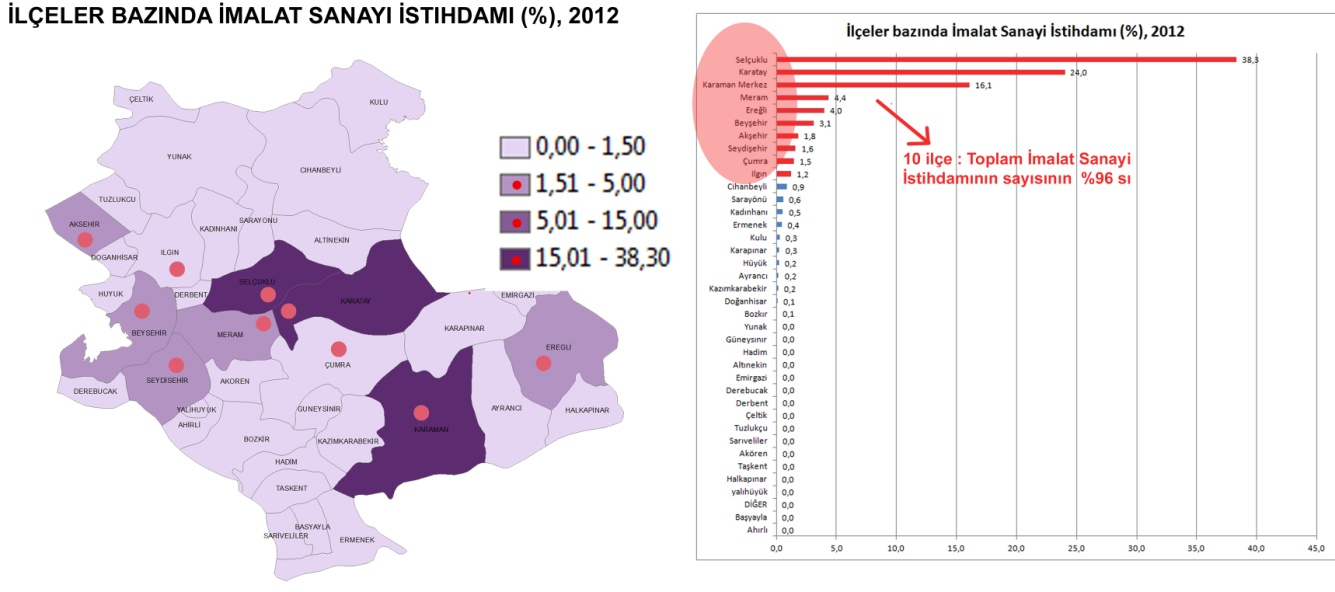 İLÇELER BAZINDA İMALAT SANAYI İSTIHDAMI (%), 2012
ÇELTİK
KULU
YUNAK
CIHANBEYLİ
TUZLUKCU
AKSEHİR
KADINHANI
SARAYONU
ALTINEKIN
DOGANHİSAR
ILGIN
HUYUK
DERBENT
SELÇUKLU
KARATAY
EMIRGAZİ
BEYSEHİR
MERAM
KARAPINAR
EREGLİ
ÇUMRA
SEYDISEHİR
AKOREN
DEREBUCAK
YALIHUYUK
AHIRLI
GUNEYSINIR
AYRANCI
HALKAPINAR
KARAMAN
BOZKIR
KAZIMKARABEKIR
HADIM
TASKENT
BASYAYLA
SARİVELİLER
ERMENEK
0,00 - 1,50
1,51 - 5,00
5,01 - 15,00
15,01 - 38,30
İlçeler bazında İmalat Sanayi İstihdamı (%), 2012
Selçuklu 38,3
Karatay 24,0
Karaman Merkez 16,1
Meram 4,4
Ereğli 4,0
Beyşehir 3,1
Akşehir 1,8
Seydişehir 1,6
Çumra 1,5
Ilgın 1,2
10 ilçe : Toplam İmalat Sanayi
İstihdamının sayısının %96 sı
Cihanbeyli 0,9
Sarayönü 0,6
Kadınhanı 0,5
Ermenek 0,4
Kulu 0,3
Karapınar 0,3
Hüyük 0,2
Ayrancı 0,2
Kazımkarabekir 0,2
Doğanhisar 0,1
Bozkır 0,1
Yunak 0,0
Güneysınır 0,0
Hadim 0,0
Altınekin 0,0
Emirgazi 0,0
Derebucak 0,0
Derbent 0,0
Çeltik 0,0
Tuzlukçu 0,0
Sarıveliler 0,0
Akören 0,0
Taşkent 0,0
Halkapınar 0,0
yalıhüyük 0,0
DİĞER 0,0
Başyayla 0,0
Ahırlı 0,0
0,0 5,0 10,0 15,0 20,0 25,0 30,0 35,0 40,0 45,0